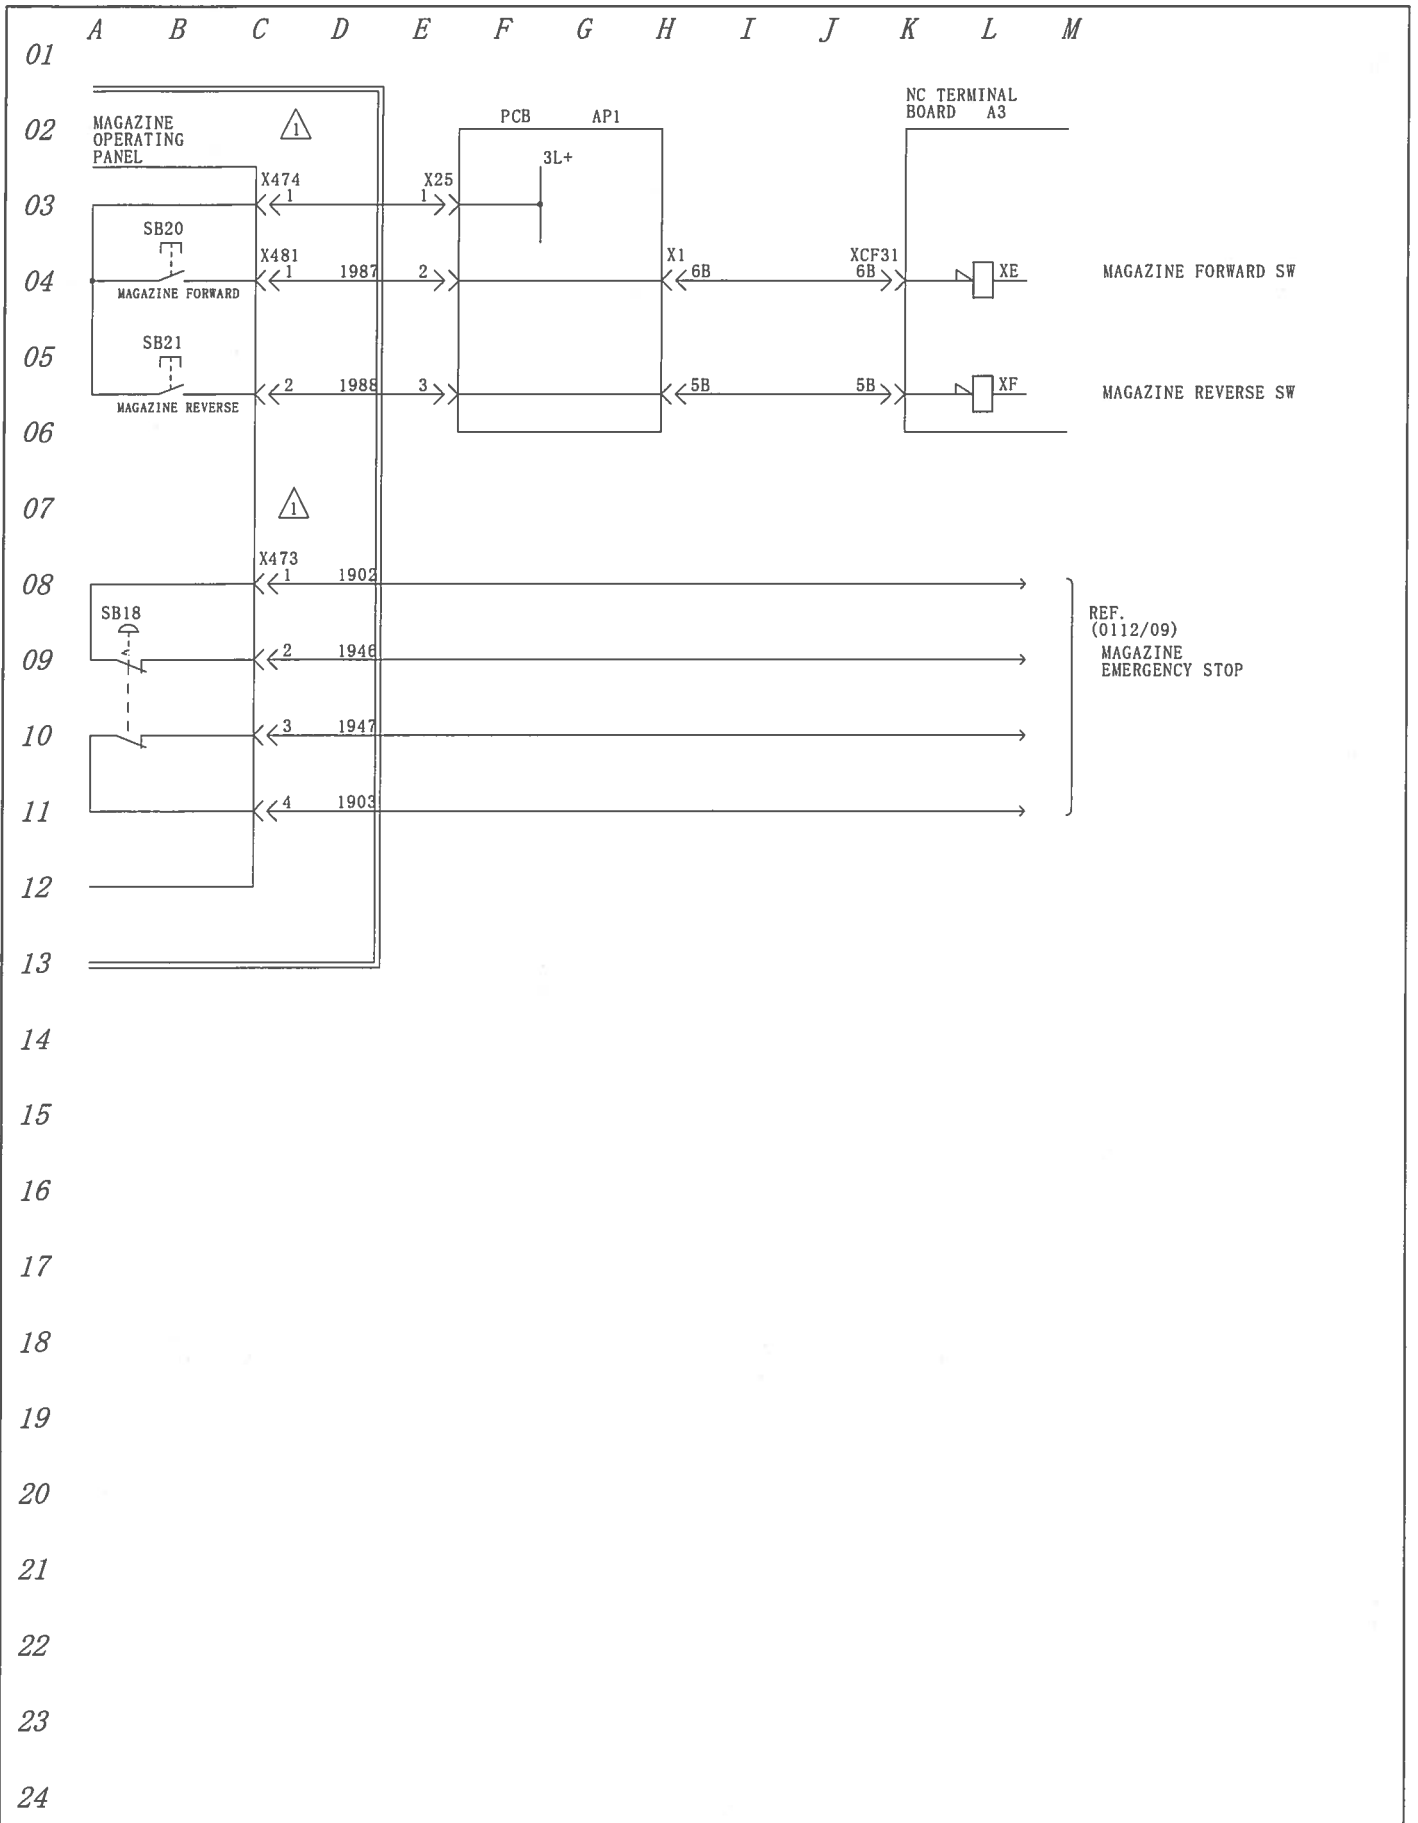 A B C D E F G H I J K L M
01
NC TERMINAL
BOARD A3
02
MAGAZINE
OPERATING
PANEL
1
PCB AP1
3L+
X474
1
X25
1
03
SB20
X481
1
1987
2
X1
6B
XCF31
6B
XE
MAGAZINE FORWARD SW
04
MAGAZINE FORWARD
SB21
05
2
1988
3
5B
5B
XF
MAGAZINE REVERSE SW
MAGAZINE REVERSE
06
07
1
X473
1
1902
08
SB18
REF.
(0112/09)
MAGAZINE
EMERGENCY STOP
09
2
1946
10
3
1947
11
4
1903
12
13
14
15
16
17
18
19
20
21
22
23
24